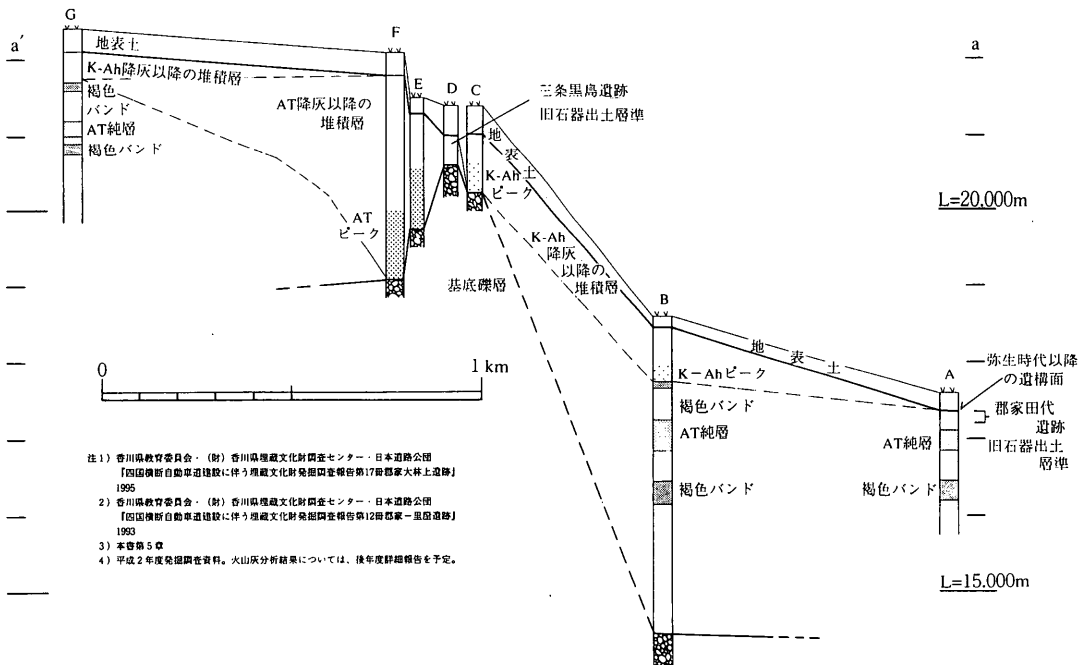 G
F
E
D
C
B
A
a′
a
地表土
K-Ah降灰以降の堆積層
褐色
バンド
AT純層
褐色バンド
AT降灰以降の
堆積層
AT
ピーク
三条黒島遺跡
旧石器出土層準
地表土
K-Ah
ピーク
K-Ah
降灰
以降の
堆積層
基底礫層
L=20,000m
地表土
K-Ahピーク
褐色バンド
AT純層
褐色バンド
弥生時代以降
の遺構面
郡家田代
遺跡
旧石器出土
層準
AT純層
褐色バンド
L=15.000m
0
1 km
注1）香川県教育委員会・（財）香川県埋蔵文化財調査センター・日本道路公団
『四国横断自動車道建設に伴う埋蔵文化財発掘調査報告第17冊郡家大林上遺跡』
1995
2）香川県教育委員会・（財）香川県埋蔵文化財調査センター・日本道路公団
『四国横断自動車道建設に伴う埋蔵文化財発掘調査報告第12冊郡家一里屋遺跡』
1993
3）本書第5章
4）平成2年度発掘調査資料。火山灰分析結果については、後年度詳細報告を予定。